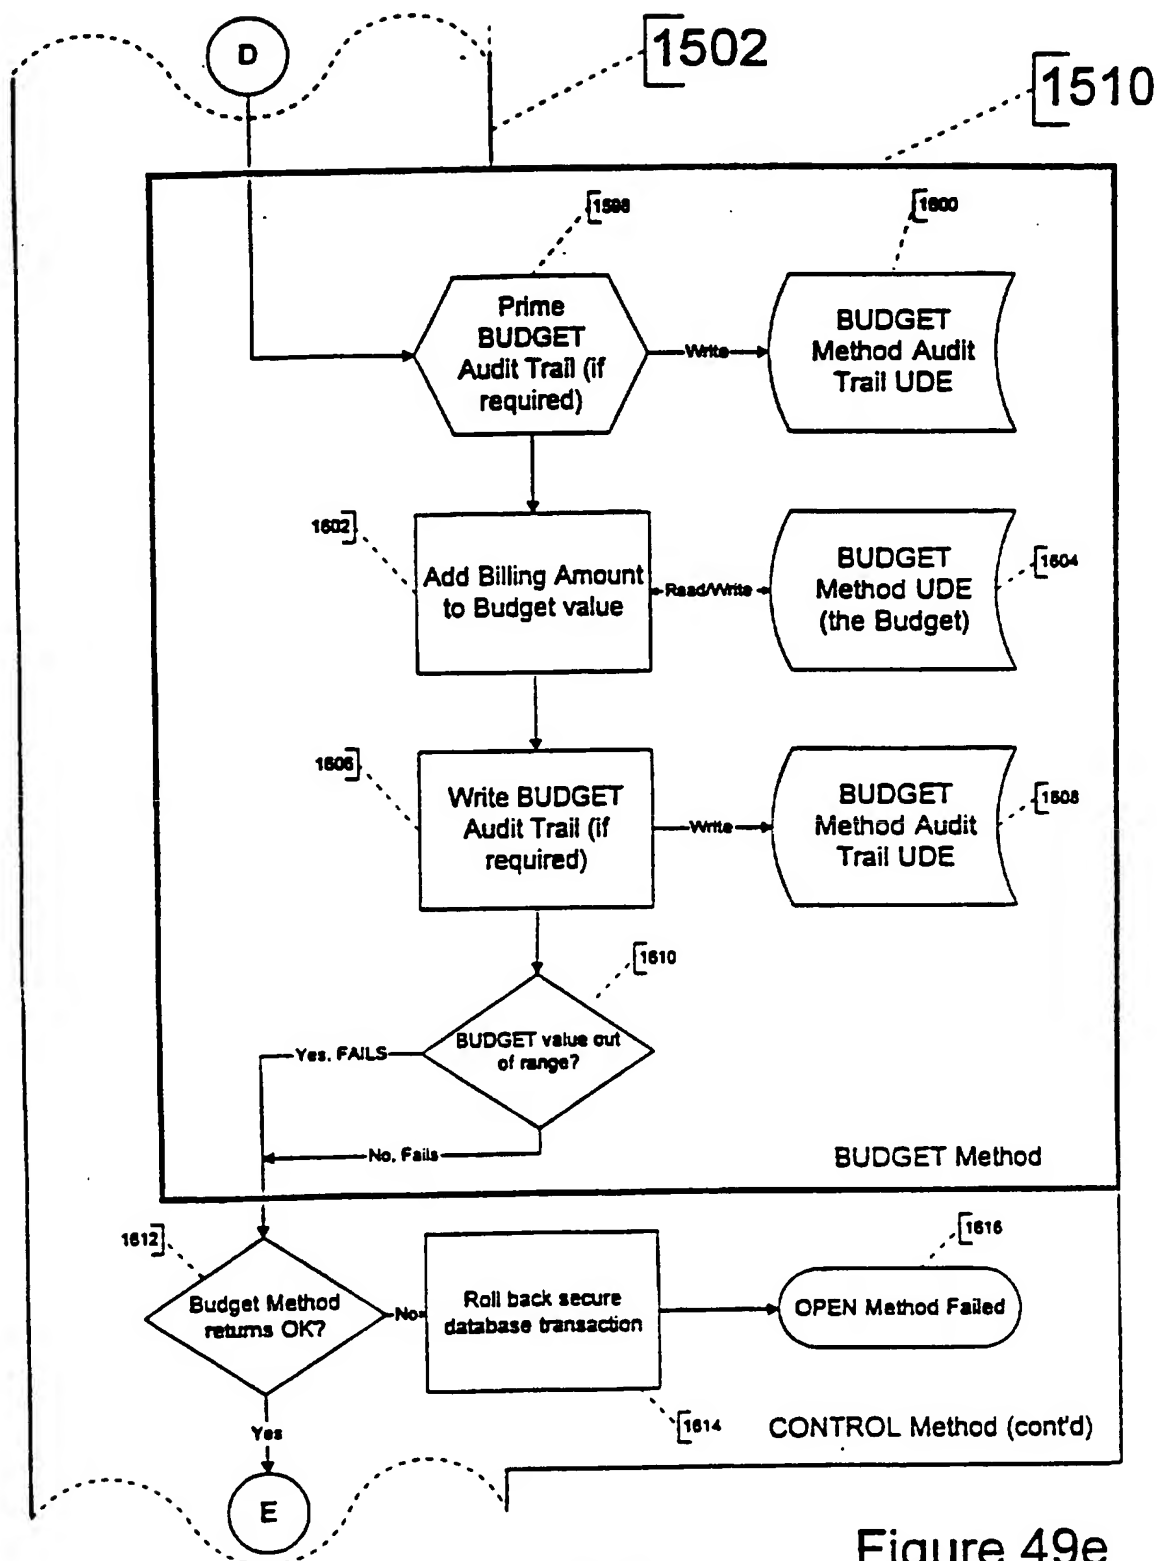 D
1502
1510
1598
1600
Prime
BUDGET
Audit Trail (if
required)
Write
BUDGET
Method Audit
Trail UDE
1602
Add Billing Amount
to Budget value
Read/Write
BUDGET
Method UDE
(the Budget)
1604
1606
Write BUDGET
Audit Trail (if
required)
Write
BUDGET
Method Audit
Trail UDE
1608
1610
BUDGET value out
of range?
Yes, FAILS
No, Fails
BUDGET Method
1612
Budget Method
returns OK?
No
Roll back secure
database transaction
1616
OPEN Method Failed
1614
Yes
CONTROL Method (cont'd)
E
Figure 49e